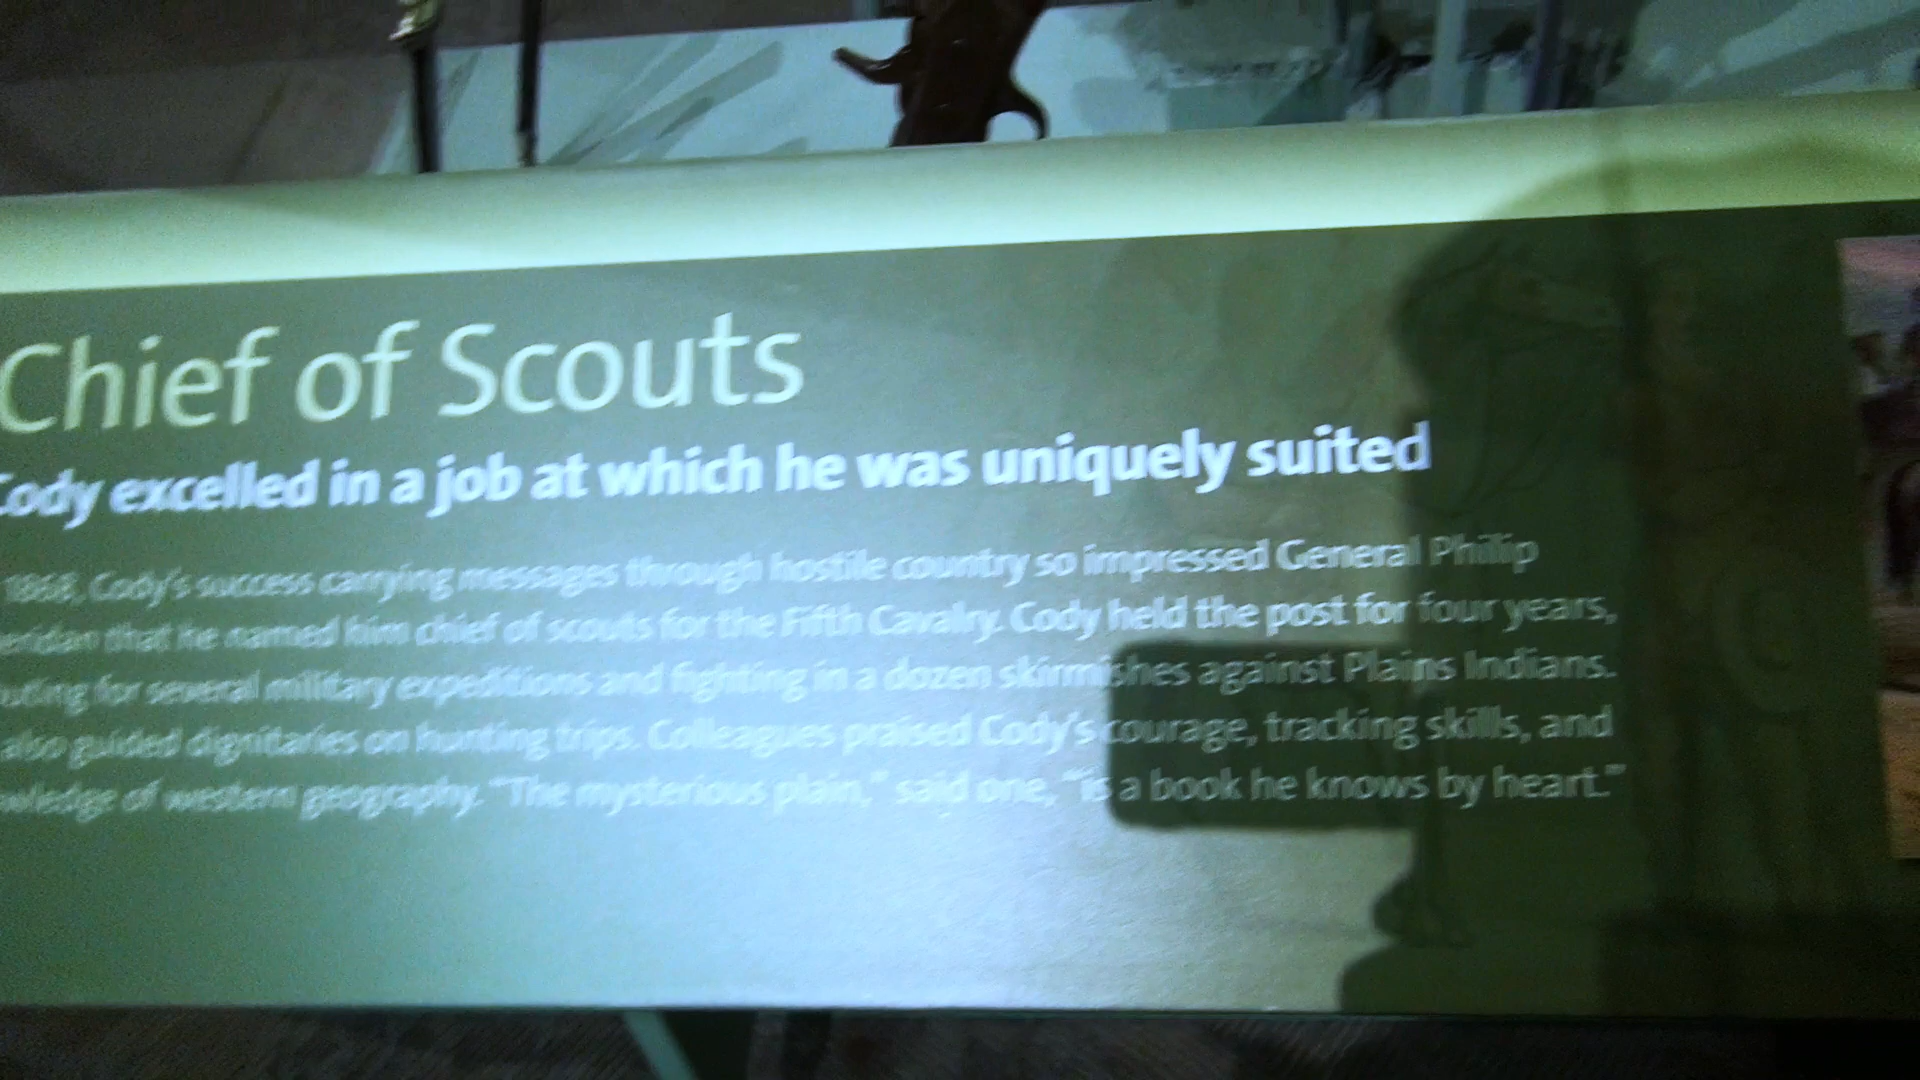 Chief of Scouts
Cody excelled in a job at which he was uniquely suited
1868, Cody's success carrying messages through hostile country so impressed General Philip
eridan that he named him chief of scouts for the Fifth Cavalry. Cody held the post for four years,
outing for several military expeditions and fighting in a dozen skirmishes against Plains Indians.
also guided dignitaries on hunting trips. Colleagues praised Cody's courage, tracking skills, and
wledge of western geography. "The mysterious plain," said one, "is a book he knows by heart."